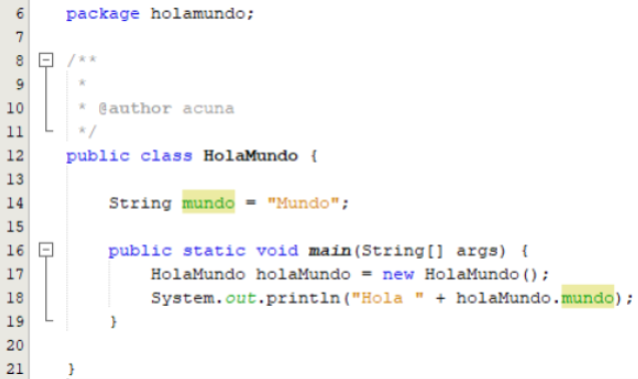 6 package holamundo;
7
8 /**
9 *
10 * @author acuna
11 */
12 public class HolaMundo {
13
14 String mundo = "Mundo";
15
16 public static void main(String[] args) {
17 HolaMundo holaMundo = new HolaMundo();
18 System.out.println("Hola " + holaMundo.mundo);
19 }
20
21 }